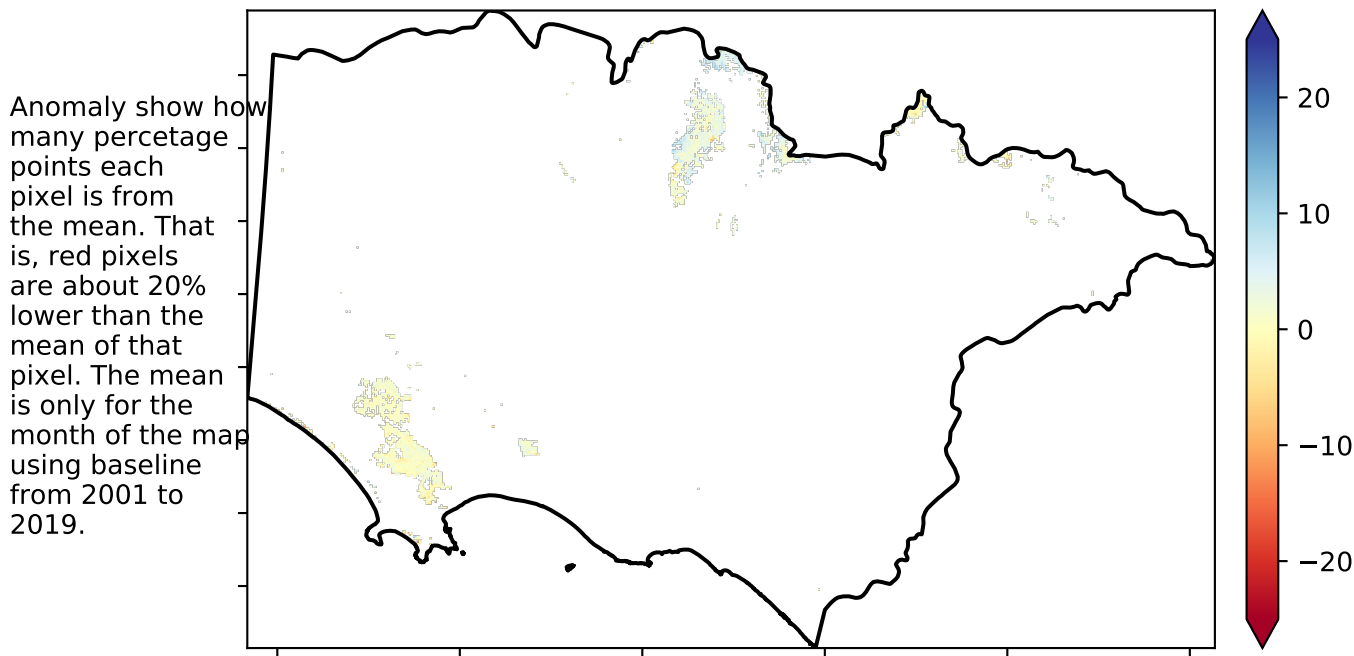 Anomaly show how
many percetage
points each
pixel is from
the mean. That
is, red pixels
are about 20%
lower than the
mean of that
pixel. The mean
is only for the
month of the map
using baseline
from 2001 to
2019.
20
10
0
−10
−20